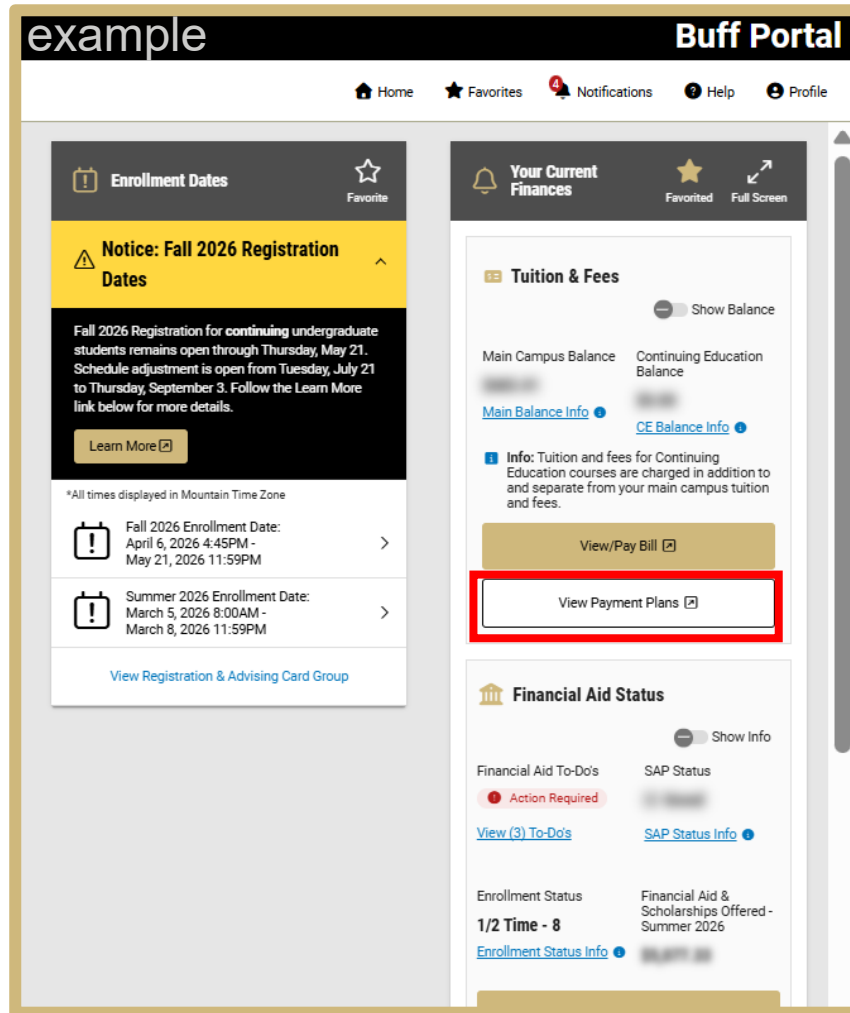 example
Buff Portal
Home
Favorites
4
Notifications
Help
Profile
Enrollment Dates
Favorite
Notice: Fall 2026 Registration
Dates
Fall 2026 Registration for continuing undergraduate
students remains open through Thursday, May 21.
Schedule adjustment is open from Tuesday, July 21
to Thursday, September 3. Follow the Learn More
link below for more details.
Learn More
*All times displayed in Mountain Time Zone
Fall 2026 Enrollment Date:
April 6, 2026 4:45PM -
May 21, 2026 11:59PM
Summer 2026 Enrollment Date:
March 5, 2026 8:00AM -
March 8, 2026 11:59PM
View Registration & Advising Card Group
Your Current
Finances
Favorited
Full Screen
Tuition & Fees
Show Balance
Main Campus Balance
Main Balance Info
Continuing Education
Balance
CE Balance Info
Info: Tuition and fees for Continuing
Education courses are charged in addition to
and separate from your main campus tuition
and fees.
View/Pay Bill
View Payment Plans
Financial Aid Status
Show Info
Financial Aid To-Do's
Action Required
View (3) To-Do's
SAP Status
SAP Status Info
Enrollment Status
1/2 Time - 8
Enrollment Status Info
Financial Aid &
Scholarships Offered -
Summer 2026